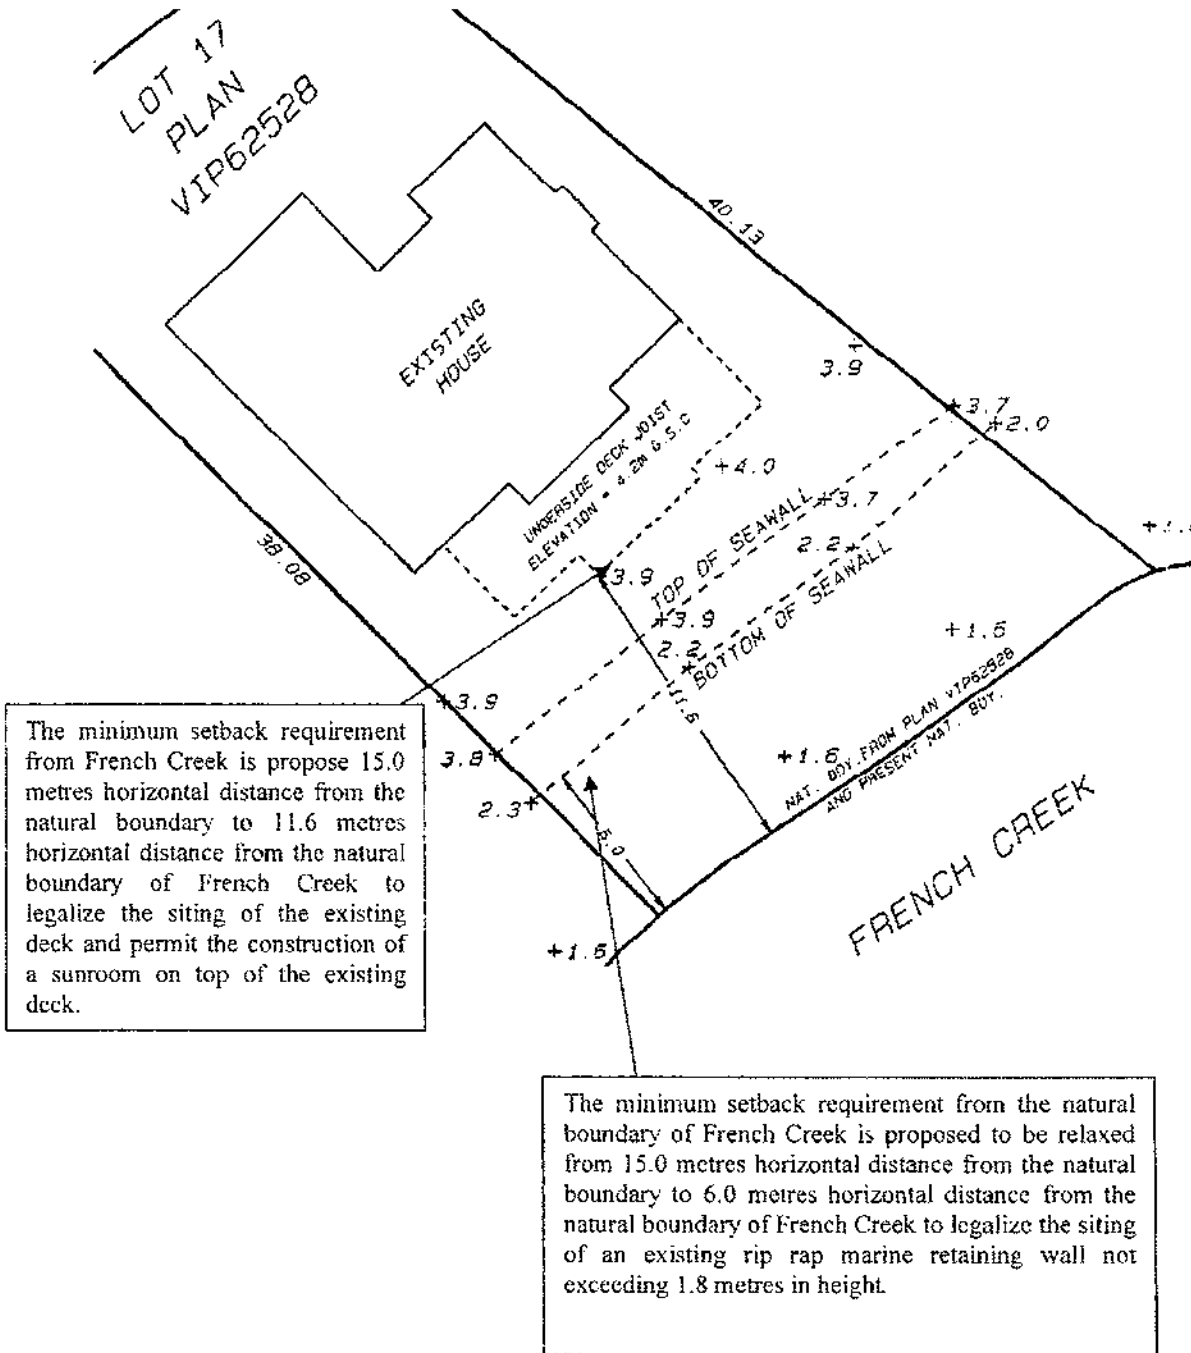 LOT 17
PLAN
VIP62528
40.13
EXISTING
HOUSE
3.9
+3.7
+2.0
UNDERSIDE DECK JOIST
ELEVATION = 4.2m G.S.C
+4.0
+3.7
TOP OF SEAWALL
2.2
38.08
3.9
+3.9
2.2
BOTTOM OF SEAWALL
+1.5
11.6
+3.9
3.8+
+1.6
NAT. BDY. FROM PLAN VIP62528
AND PRESENT NAT. BDY.
2.3+
FRENCH CREEK
+1.5
The minimum setback requirement
from French Creek is propose 15.0
metres horizontal distance from the
natural boundary to 11.6 metres
horizontal distance from the natural
boundary of French Creek to
legalize the siting of the existing
deck and permit the construction of
a sunroom on top of the existing
deck.
The minimum setback requirement from the natural
boundary of French Creek is proposed to be relaxed
from 15.0 metres horizontal distance from the natural
boundary to 6.0 metres horizontal distance from the
natural boundary of French Creek to legalize the siting
of an existing rip rap marine retaining wall not
exceeding 1.8 metres in height.